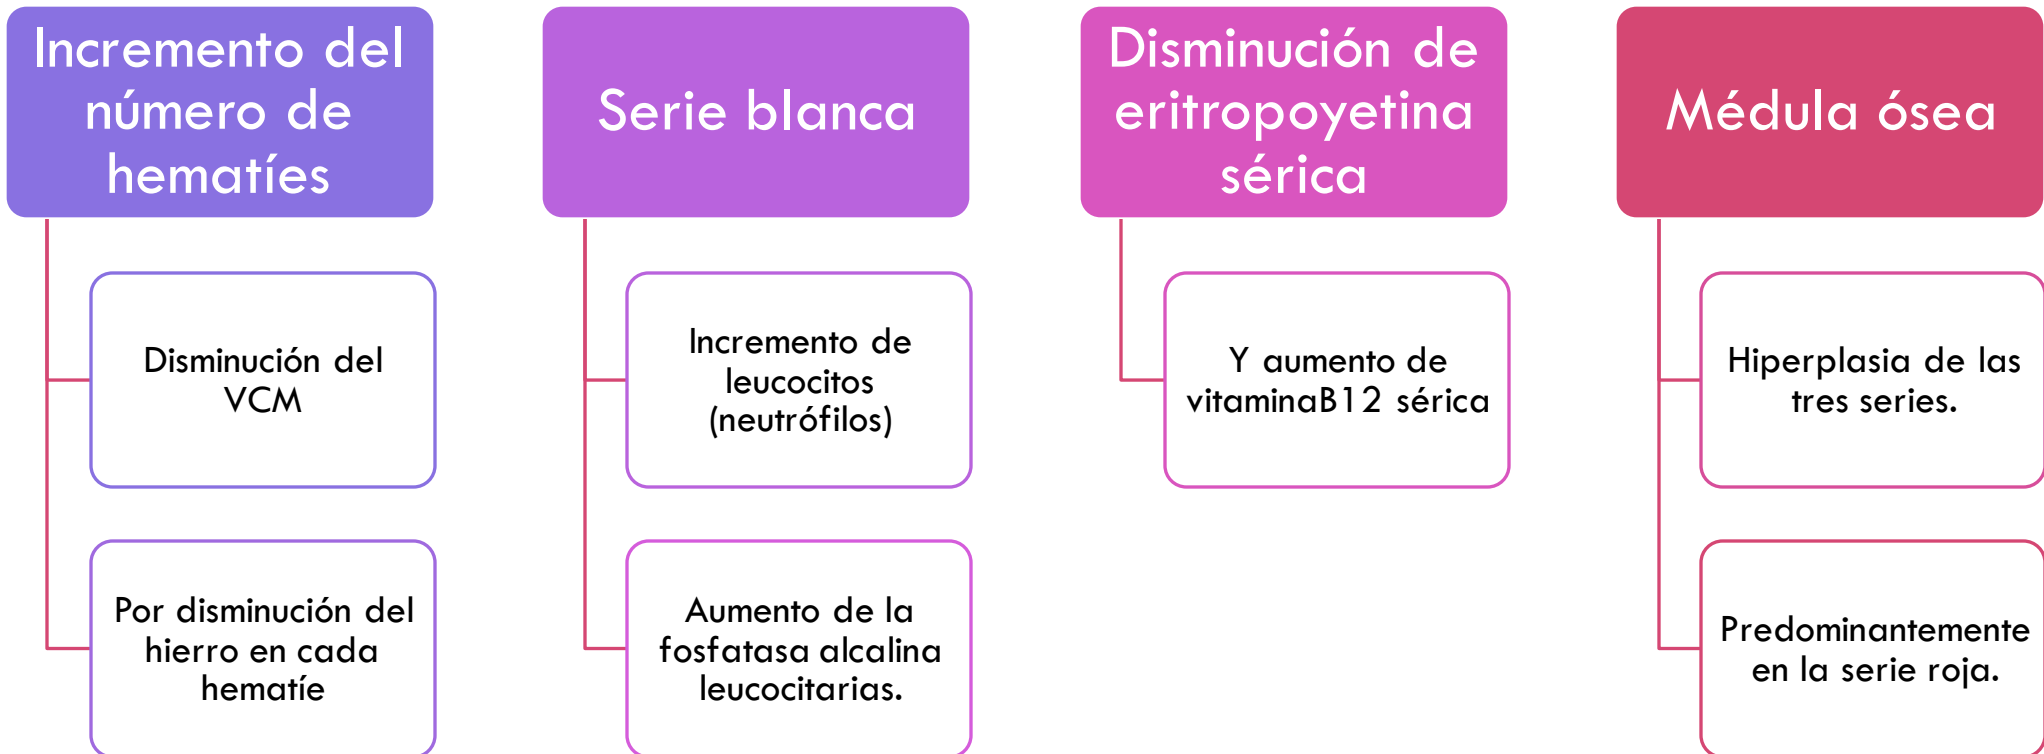 Incremento del
número de
hematíes
Disminución del
VCM
Por disminución del
hierro en cada
hematíe
Serie blanca
Incremento de
leucocitos
(neutrófilos)
Aumento de la
fosfatasa alcalina
leucocitarias.
Disminución de
eritropoyetina
sérica
Y aumento de
vitaminaB12 sérica
Médula ósea
Hiperplasia de las
tres series.
Predominantemente
en la serie roja.